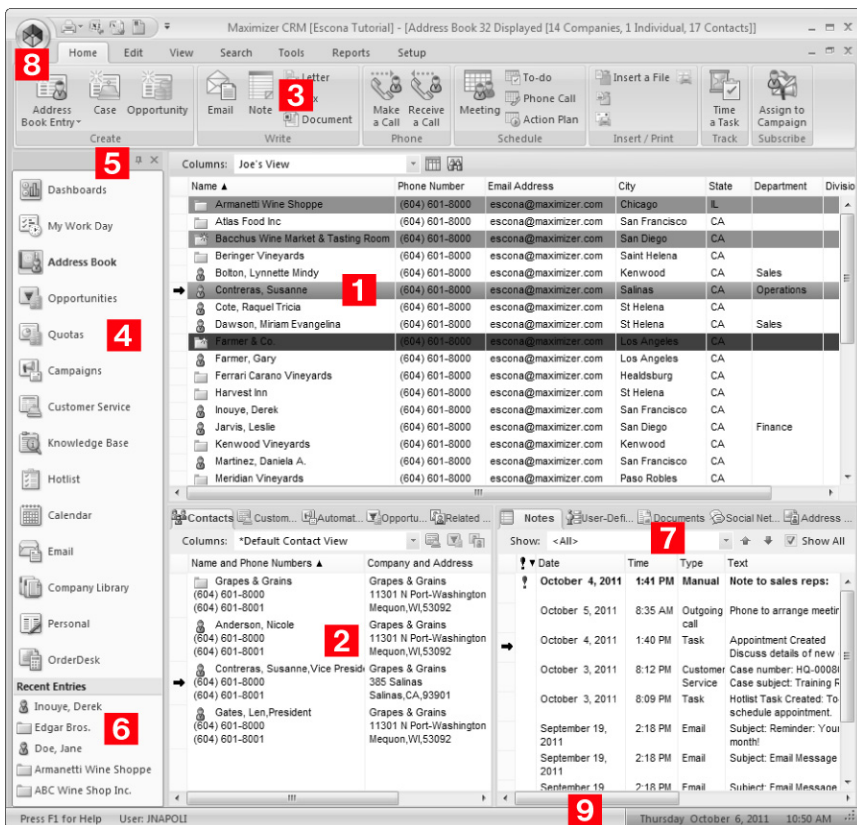 Maximizer CRM [Escona Tutorial] - [Address Book 32 Displayed [14 Companies, 1 Individual, 17 Contacts]]
8
Home Edit View Search Tools Reports Setup
Letter To-do Insert a File
3
Phone Call
Document Action Plan
Address Book Entry Case Opportunity Email Note Make a Call Receive a Call Meeting Time a Task Assign to Campaign
Create Write Phone Schedule Insert / Print Track Subscribe
5
Columns: Joe's View
Name Phone Number Email Address City State Department Divisio
Armanetti Wine Shoppe (604) 601-8000 escona@maximizer.com Chicago IL
Atlas Food Inc (604) 601-8000 escona@maximizer.com San Francisco CA
Bacchus Wine Market & Tasting Room (604) 601-8000 escona@maximizer.com San Diego CA
Beringer Vineyards (604) 601-8000 escona@maximizer.com Saint Helena CA
Bolton, Lynnette Mindy (604) 601-8000 escona@maximizer.com Kenwood CA Sales
Contreras, Susanne (604) 601-8000 escona@maximizer.com Salinas CA Operations
1
Cote, Raquel Tricia (604) 601-8000 escona@maximizer.com St Helena CA
Dawson, Miriam Evangelina (604) 601-8000 escona@maximizer.com St Helena CA Sales
Farmer & Co. (604) 601-8000 escona@maximizer.com Los Angeles CA
Farmer, Gary (604) 601-8000 escona@maximizer.com Los Angeles CA
Ferrari Carano Vineyards (604) 601-8000 escona@maximizer.com Healdsburg CA
Harvest Inn (604) 601-8000 escona@maximizer.com St Helena CA
Inouye, Derek (604) 601-8000 escona@maximizer.com San Francisco CA
Jarvis, Leslie (604) 601-8000 escona@maximizer.com San Diego CA Finance
Kenwood Vineyards (604) 601-8000 escona@maximizer.com Kenwood CA
Martinez, Daniela A. (604) 601-8000 escona@maximizer.com San Francisco CA
Meridian Vineyards (604) 601-8000 escona@maximizer.com Paso Robles CA
Dashboards
My Work Day
Address Book
Opportunities
Quotas
4
Campaigns
Customer Service
Knowledge Base
Hotlist
Calendar
Email
Company Library
Personal
OrderDesk
Recent Entries
Inouye, Derek
Edgar Bros.
6
Doe, Jane
Armanetti Wine Shoppe
ABC Wine Shop Inc.
Contacts Custom... Automat... Opportu... Related ...
Columns: *Default Contact View
Name and Phone Numbers Company and Address
Grapes & Grains Grapes & Grains
(604) 601-8000 11301 N Port-Washington
(604) 601-8001 Mequon,WI,53092
Anderson, Nicole Grapes & Grains
(604) 601-8000 11301 N Port-Washington
(604) 601-8001 Mequon,WI,53092
2
Contreras, Susanne,Vice Preside Grapes & Grains
(604) 601-8000 385 Salinas
(604) 601-8001 Salinas,CA,93901
Gates, Len,President Grapes & Grains
(604) 601-8000 11301 N Port-Washington
(604) 601-8001 Mequon,WI,53092
Notes User-Defi... Documents Social Net... Address ...
Show: <All> Show All
7
! Date Time Type Text
! October 4, 2011 1:41 PM Manual Note to sales reps:
October 5, 2011 8:35 AM Outgoing call Phone to arrange meetin
October 4, 2011 1:40 PM Task Appointment Created
Discuss details of new
October 3, 2011 8:12 PM Customer Service Case number: HQ-0008
Case subject: Training R
October 3, 2011 8:09 PM Task Hotlist Task Created: To
schedule appointment.
September 19, 2011 2:18 PM Email Subject: Reminder: Your
month!
September 19, 2011 2:18 PM Email Subject: Email Message
September 19 2:18 PM Email Subject: Email Message
9
Press F1 for Help User: JNAPOLI Thursday October 6, 2011 10:50 AM